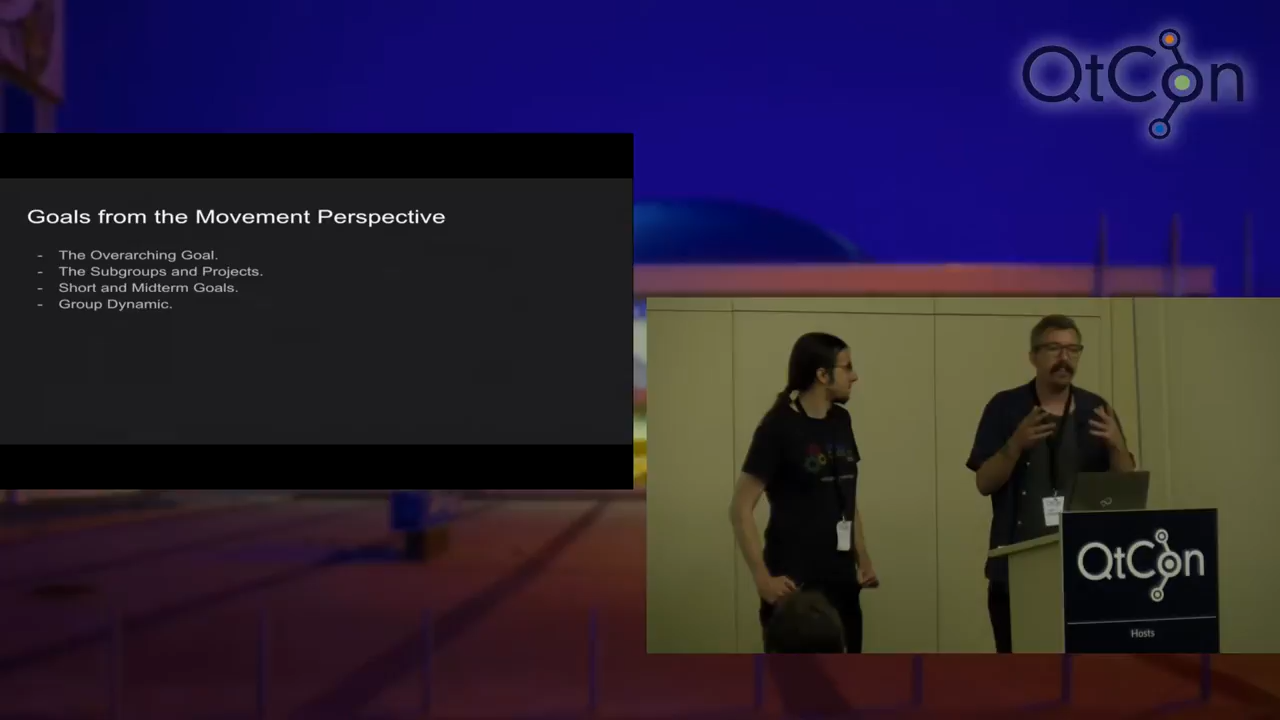 QtCon
Goals from the Movement Perspective
- The Overarching Goal.
- The Subgroups and Projects.
- Short and Midterm Goals.
- Group Dynamic.
QtCon
Hosts